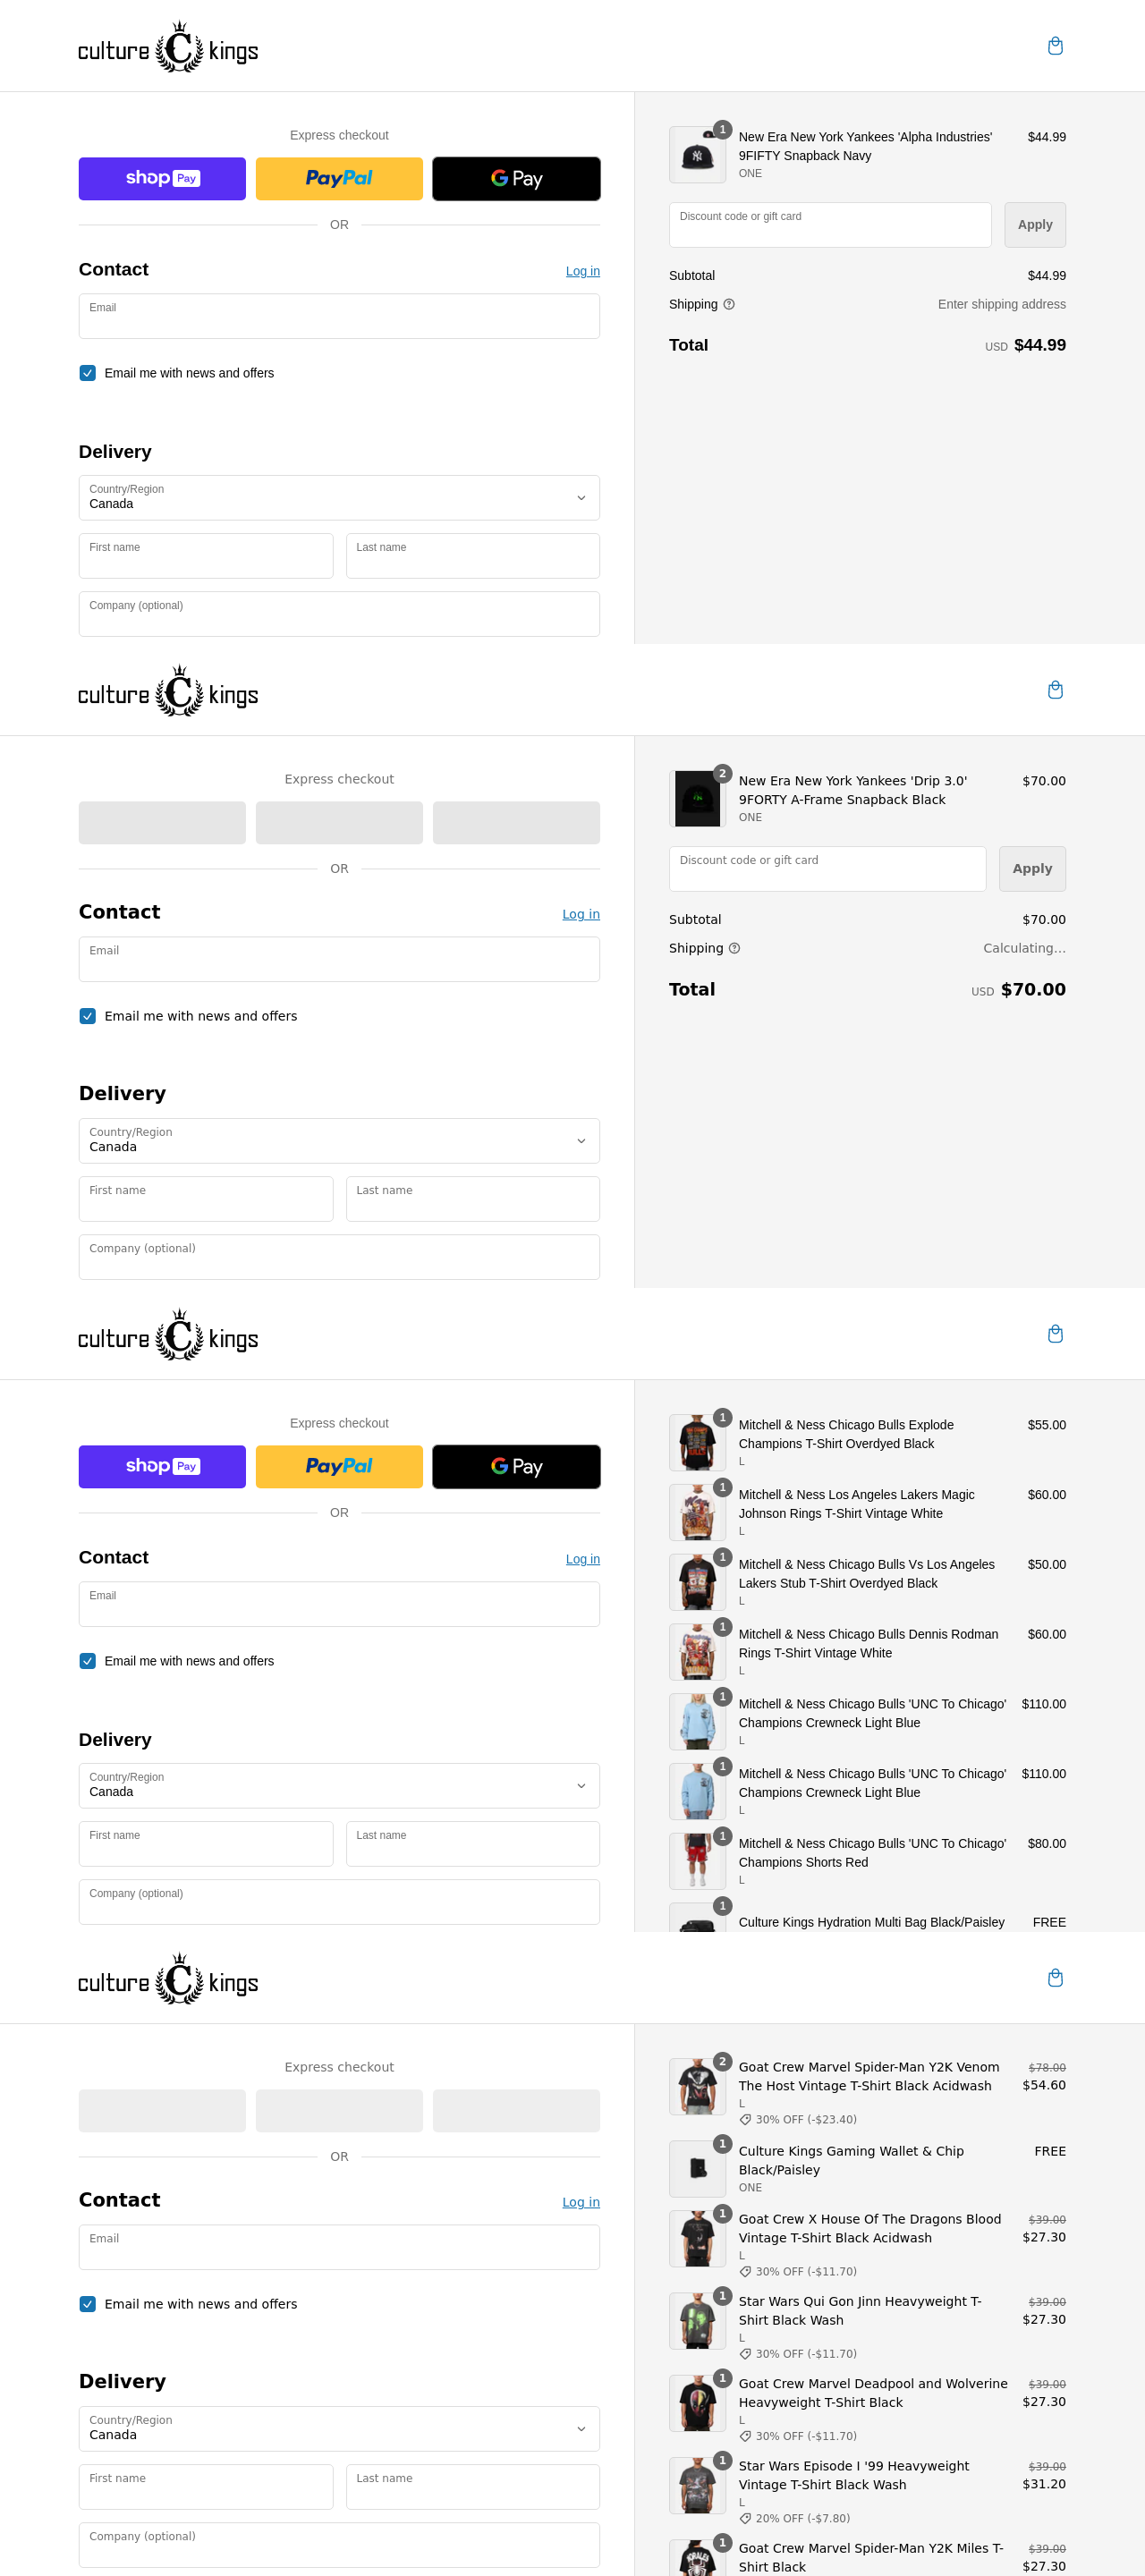 culture C kings
Express checkout
shop Pay
PayPal
G Pay
OR
Contact
Log in
Email
Email me with news and offers
Delivery
Country/Region
Canada
First name
Last name
Company (optional)
1
New Era New York Yankees 'Alpha Industries' $44.99
9FIFTY Snapback Navy
ONE
Discount code or gift card
Apply
Subtotal $44.99
Shipping Enter shipping address
Total USD $44.99
culture C kings
Express checkout
OR
Contact
Log in
Email
Email me with news and offers
Delivery
Country/Region
Canada
First name
Last name
Company (optional)
2
New Era New York Yankees 'Drip 3.0' $70.00
9FORTY A-Frame Snapback Black
ONE
Discount code or gift card
Apply
Subtotal $70.00
Shipping Calculating...
Total USD $70.00
culture C kings
Express checkout
shop Pay
PayPal
G Pay
OR
Contact
Log in
Email
Email me with news and offers
Delivery
Country/Region
Canada
First name
Last name
Company (optional)
1
Mitchell & Ness Chicago Bulls Explode $55.00
Champions T-Shirt Overdyed Black
L
1
Mitchell & Ness Los Angeles Lakers Magic $60.00
Johnson Rings T-Shirt Vintage White
L
1
Mitchell & Ness Chicago Bulls Vs Los Angeles $50.00
Lakers Stub T-Shirt Overdyed Black
L
1
Mitchell & Ness Chicago Bulls Dennis Rodman $60.00
Rings T-Shirt Vintage White
L
1
Mitchell & Ness Chicago Bulls 'UNC To Chicago' $110.00
Champions Crewneck Light Blue
L
1
Mitchell & Ness Chicago Bulls 'UNC To Chicago' $110.00
Champions Crewneck Light Blue
L
1
Mitchell & Ness Chicago Bulls 'UNC To Chicago' $80.00
Champions Shorts Red
L
1
Culture Kings Hydration Multi Bag Black/Paisley FREE
culture C kings
Express checkout
OR
Contact
Log in
Email
Email me with news and offers
Delivery
Country/Region
Canada
First name
Last name
Company (optional)
2
Goat Crew Marvel Spider-Man Y2K Venom $78.00
The Host Vintage T-Shirt Black Acidwash $54.60
L
30% OFF (-$23.40)
1
Culture Kings Gaming Wallet & Chip FREE
Black/Paisley
ONE
1
Goat Crew X House Of The Dragons Blood $39.00
Vintage T-Shirt Black Acidwash $27.30
L
30% OFF (-$11.70)
1
Star Wars Qui Gon Jinn Heavyweight T- $39.00
Shirt Black Wash $27.30
L
30% OFF (-$11.70)
1
Goat Crew Marvel Deadpool and Wolverine $39.00
Heavyweight T-Shirt Black $27.30
L
30% OFF (-$11.70)
1
Star Wars Episode I '99 Heavyweight $39.00
Vintage T-Shirt Black Wash $31.20
L
20% OFF (-$7.80)
1
Goat Crew Marvel Spider-Man Y2K Miles T- $39.00
Shirt Black $27.30